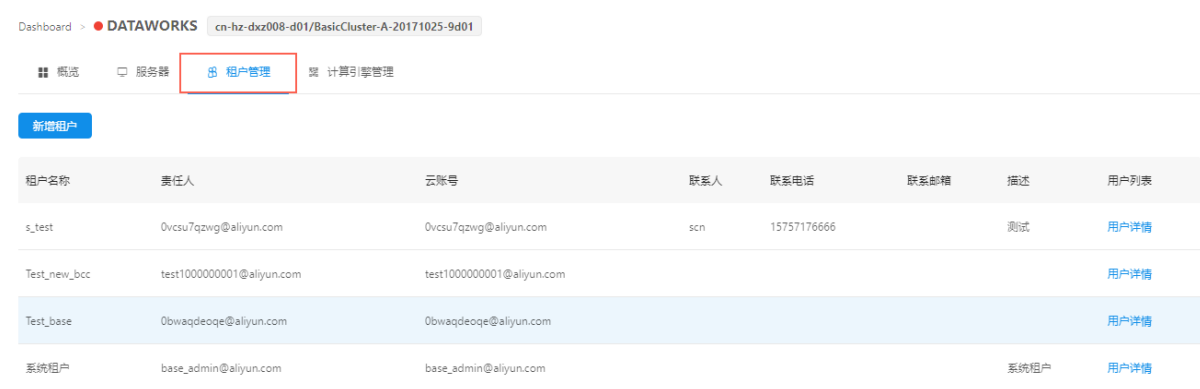 Dashboard > DATAWORKS cn-hz-dxz008-d01/BasicCluster-A-20171025-9d01
概览 服务器 租户管理 计算引擎管理
新增租户
租户名称 责任人 云账号 联系人 联系电话 联系邮箱 描述 用户列表
s_test 0vcsu7qzwg@aliyun.com 0vcsu7qzwg@aliyun.com scn 15757176666 测试 用户详情
Test_new_bcc test1000000001@aliyun.com test1000000001@aliyun.com 用户详情
Test_base 0bwaqdeoqe@aliyun.com 0bwaqdeoqe@aliyun.com 用户详情
系统租户 base_admin@aliyun.com base_admin@aliyun.com 系统租户 用户详情